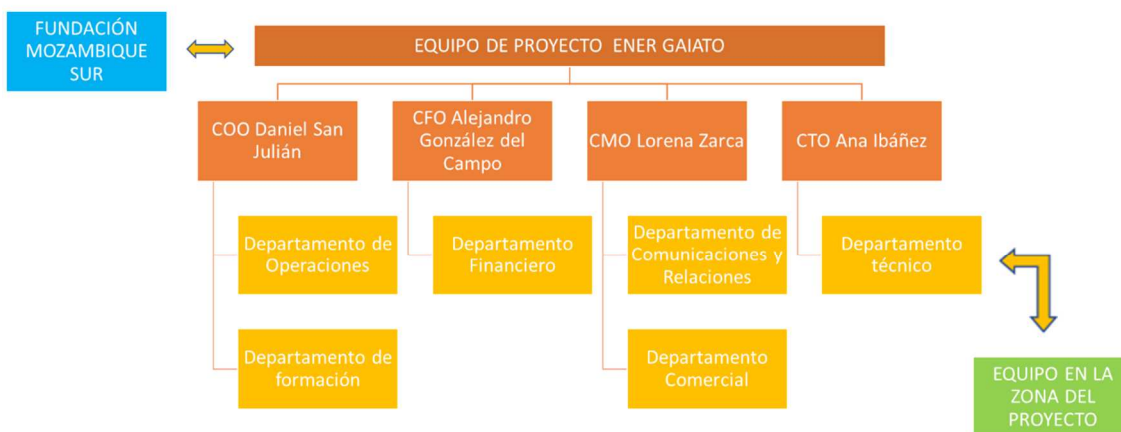 FUNDACIÓN
MOZAMBIQUE
SUR
EQUIPO DE PROYECTO ENER GAIATO
COO Daniel San
Julián
CFO Alejandro
González del
Campo
CMO Lorena Zarca
CTO Ana Ibáñez
Departamento de
Operaciones
Departamento
Financiero
Departamento de
Comunicaciones y
Relaciones
Departamento
técnico
Departamento de
formación
Departamento
Comercial
EQUIPO EN LA
ZONA DEL
PROYECTO